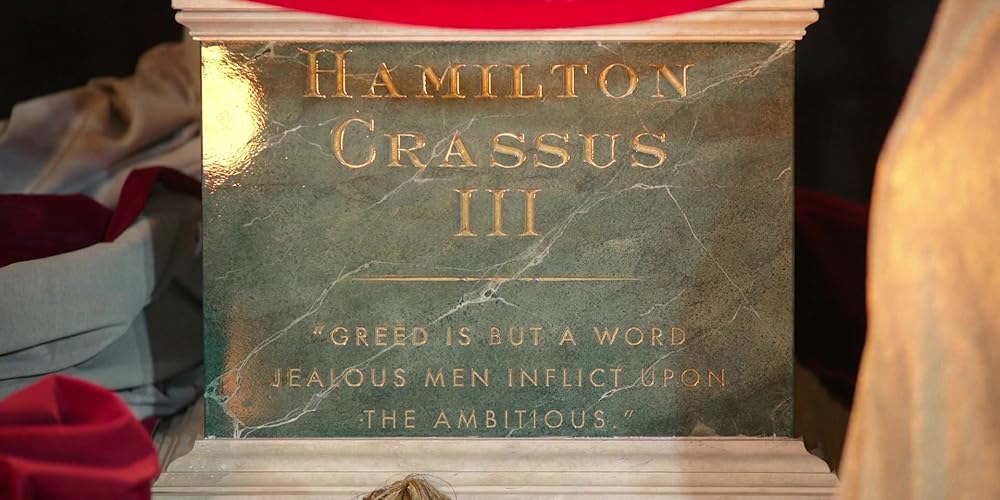 HAMILTON
CRASSUS
III
“GREED IS BUT A WORD
JEALOUS MEN INFLICT UPON
THE AMBITIOUS.”